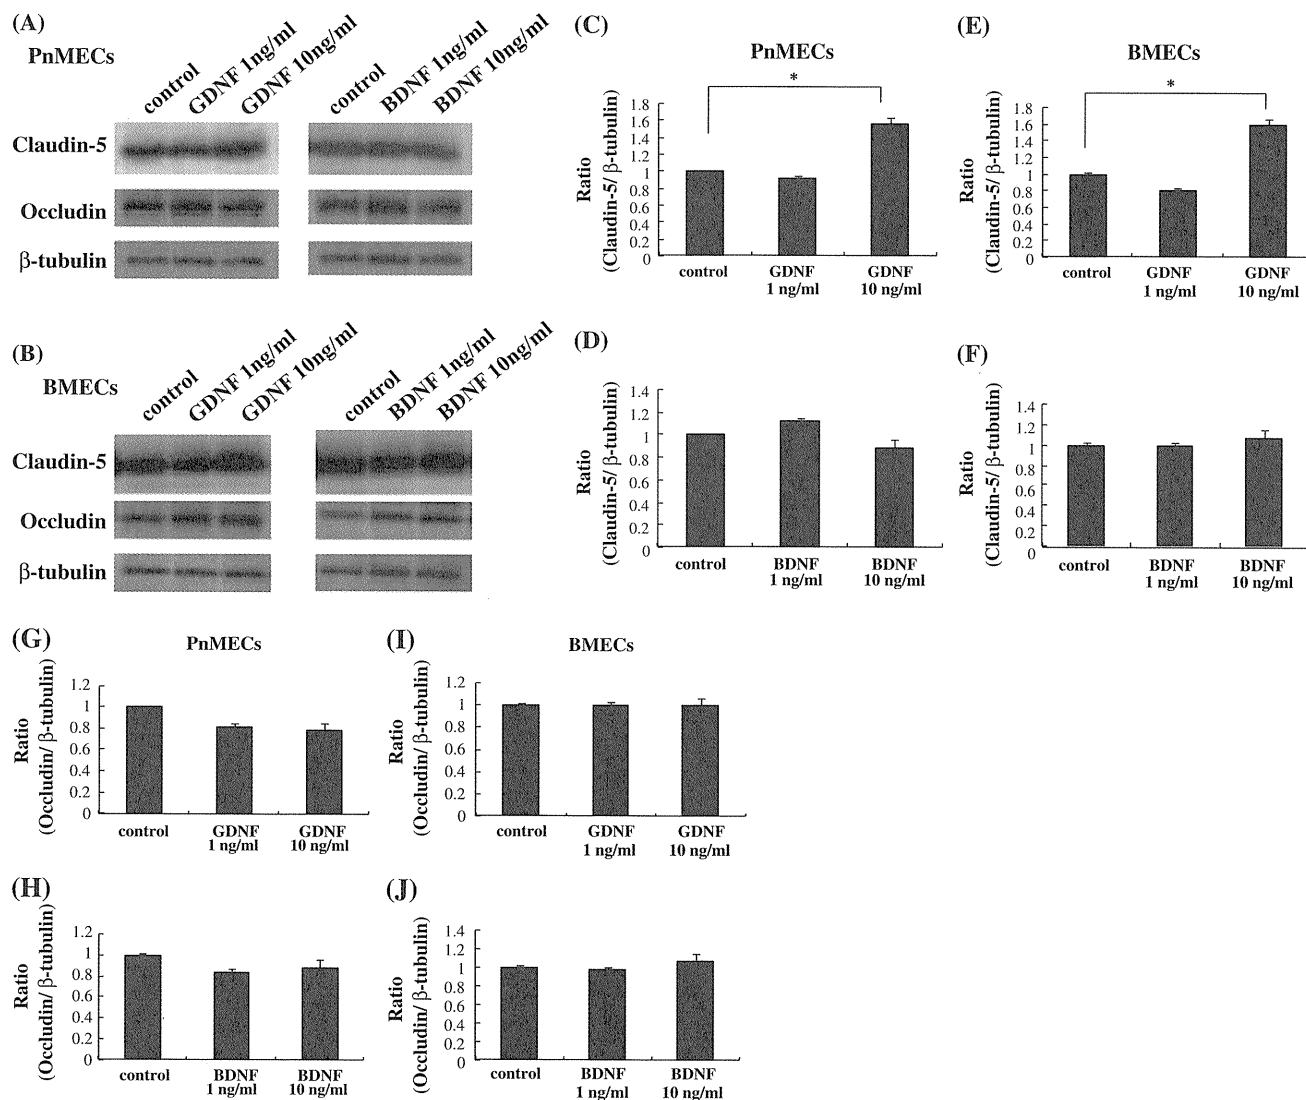 (A)
PnMECs
control
GDNF 1ng/ml
GDNF 10ng/ml
control
BDNF 1ng/ml
BDNF 10ng/ml
Claudin-5
Occludin
β-tubulin
(B)
BMECs
control
GDNF 1ng/ml
GDNF 10ng/ml
control
BDNF 1ng/ml
BDNF 10ng/ml
Claudin-5
Occludin
β-tubulin
(C)
PnMECs
*
Ratio
(Claudin-5/ β-tubulin)
1.8
1.6
1.4
1.2
1
0.8
0.6
0.4
0.2
0
control
GDNF
1 ng/ml
GDNF
10 ng/ml
(E)
BMECs
*
Ratio
(Claudin-5/ β-tubulin)
1.8
1.6
1.4
1.2
1
0.8
0.6
0.4
0.2
0
control
GDNF
1 ng/ml
GDNF
10 ng/ml
(D)
Ratio
(Claudin-5/ β-tubulin)
1.4
1.2
1
0.8
0.6
0.4
0.2
0
control
BDNF
1 ng/ml
BDNF
10 ng/ml
(F)
Ratio
(Claudin-5/ β-tubulin)
1.4
1.2
1
0.8
0.6
0.4
0.2
0
control
BDNF
1 ng/ml
BDNF
10 ng/ml
(G)
PnMECs
Ratio
(Occludin/ β-tubulin)
1.2
1
0.8
0.6
0.4
0.2
0
control
GDNF
1 ng/ml
GDNF
10 ng/ml
(I)
BMECs
Ratio
(Occludin/ β-tubulin)
1.2
1
0.8
0.6
0.4
0.2
0
control
GDNF
1 ng/ml
GDNF
10 ng/ml
(H)
Ratio
(Occludin/ β-tubulin)
1.2
1
0.8
0.6
0.4
0.2
0
control
BDNF
1 ng/ml
BDNF
10 ng/ml
(J)
Ratio
(Occludin/ β-tubulin)
1.4
1.2
1
0.8
0.6
0.4
0.2
0
control
BDNF
1 ng/ml
BDNF
10 ng/ml